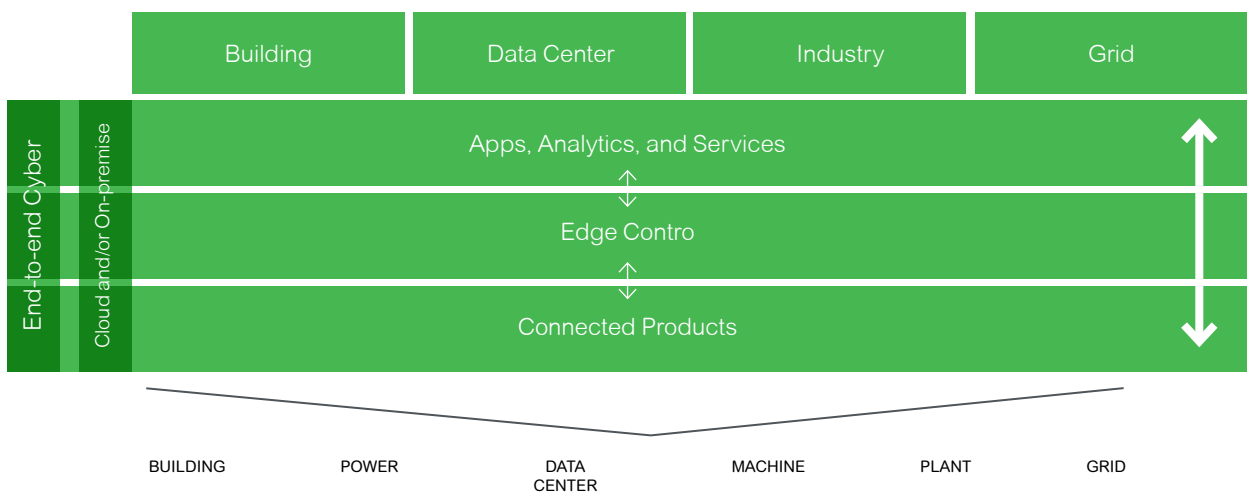 Building
Data Center
Industry
Grid
End-to-end Cyber
Cloud and/or On-premise
Apps, Analytics, and Services
Edge Contro
Connected Products
BUILDING
POWER
DATA
CENTER
MACHINE
PLANT
GRID